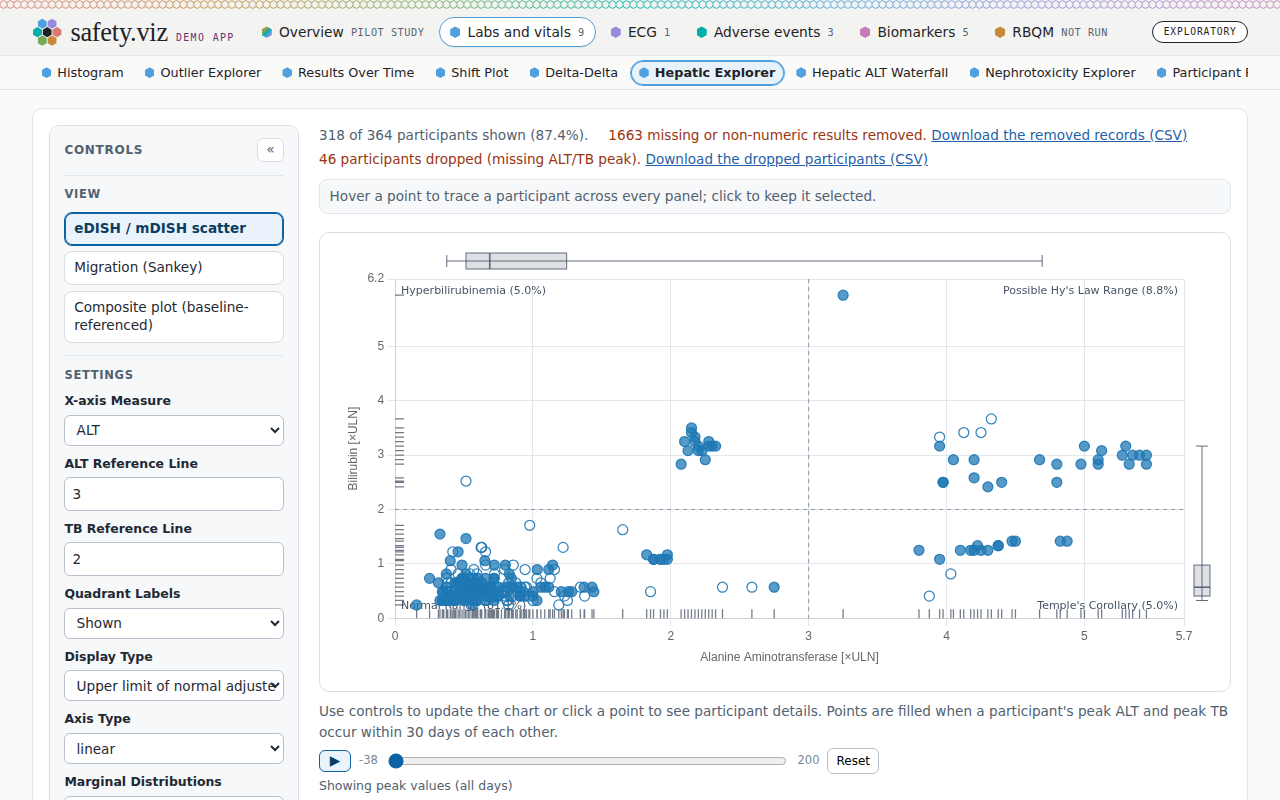 safety.viz DEMO APP
Overview PILOT STUDY
Labs and vitals 9
ECG 1
Adverse events 3
Biomarkers 5
RBQM NOT RUN
EXPLORATORY
Histogram
Outlier Explorer
Results Over Time
Shift Plot
Delta-Delta
Hepatic Explorer
Hepatic ALT Waterfall
Nephrotoxicity Explorer
Participant
CONTROLS
«
VIEW
eDISH / mDISH scatter
Migration (Sankey)
Composite plot (baseline-
referenced)
SETTINGS
X-axis Measure
ALT
ALT Reference Line
3
TB Reference Line
2
Quadrant Labels
Shown
Display Type
Upper limit of normal adjuste
Axis Type
linear
Marginal Distributions
318 of 364 participants shown (87.4%).
1663 missing or non-numeric results removed. Download the removed records (CSV)
46 participants dropped (missing ALT/TB peak). Download the dropped participants (CSV)
Hover a point to trace a participant across every panel; click to keep it selected.
Hyperbilirubinemia (5.0%)
Possible Hy's Law Range (8.8%)
Temple's Corollary (5.0%)
6.2
5
4
3
2
1
0
Bilirubin [×ULN]
0
1
2
3
4
5
5.7
Alanine Aminotransferase [×ULN]
Use controls to update the chart or click a point to see participant details. Points are filled when a participant's peak ALT and peak TB
occur within 30 days of each other.
-38
200
Reset
Showing peak values (all days)